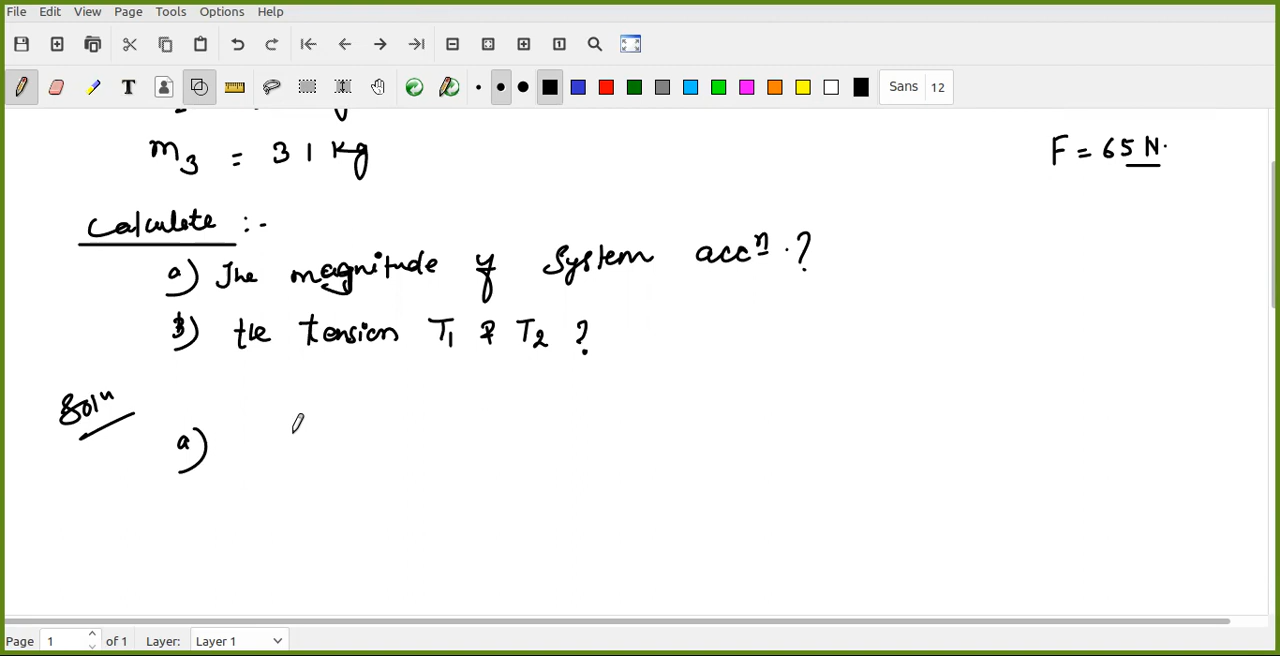 File Edit View Page Tools Options Help
Sans 12
m3 = 31 kg
F = 65 N.
Calculate :-
a) The magnitude of System accn. ?
b) the tension T1 & T2 ?
Soln
a)
Page 1 of 1 Layer: Layer 1